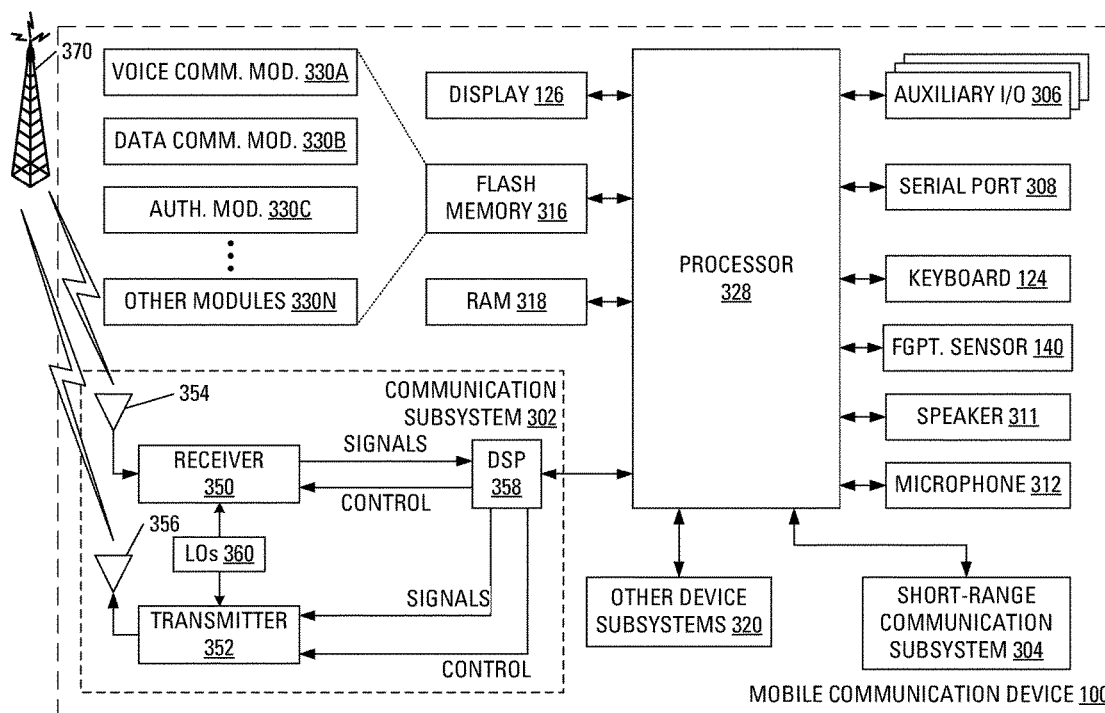 370
VOICE COMM. MOD. 330A
DATA COMM. MOD. 330B
AUTH. MOD. 330C
OTHER MODULES 330N
DISPLAY 126
FLASH
MEMORY 316
RAM 318
PROCESSOR
328
AUXILIARY I/O 306
SERIAL PORT 308
KEYBOARD 124
FGPT. SENSOR 140
SPEAKER 311
MICROPHONE 312
COMMUNICATION
SUBSYSTEM 302
354
RECEIVER
350
SIGNALS
CONTROL
DSP
358
356
LOs 360
TRANSMITTER
352
SIGNALS
CONTROL
OTHER DEVICE
SUBSYSTEMS 320
SHORT-RANGE
COMMUNICATION
SUBSYSTEM 304
MOBILE COMMUNICATION DEVICE 100